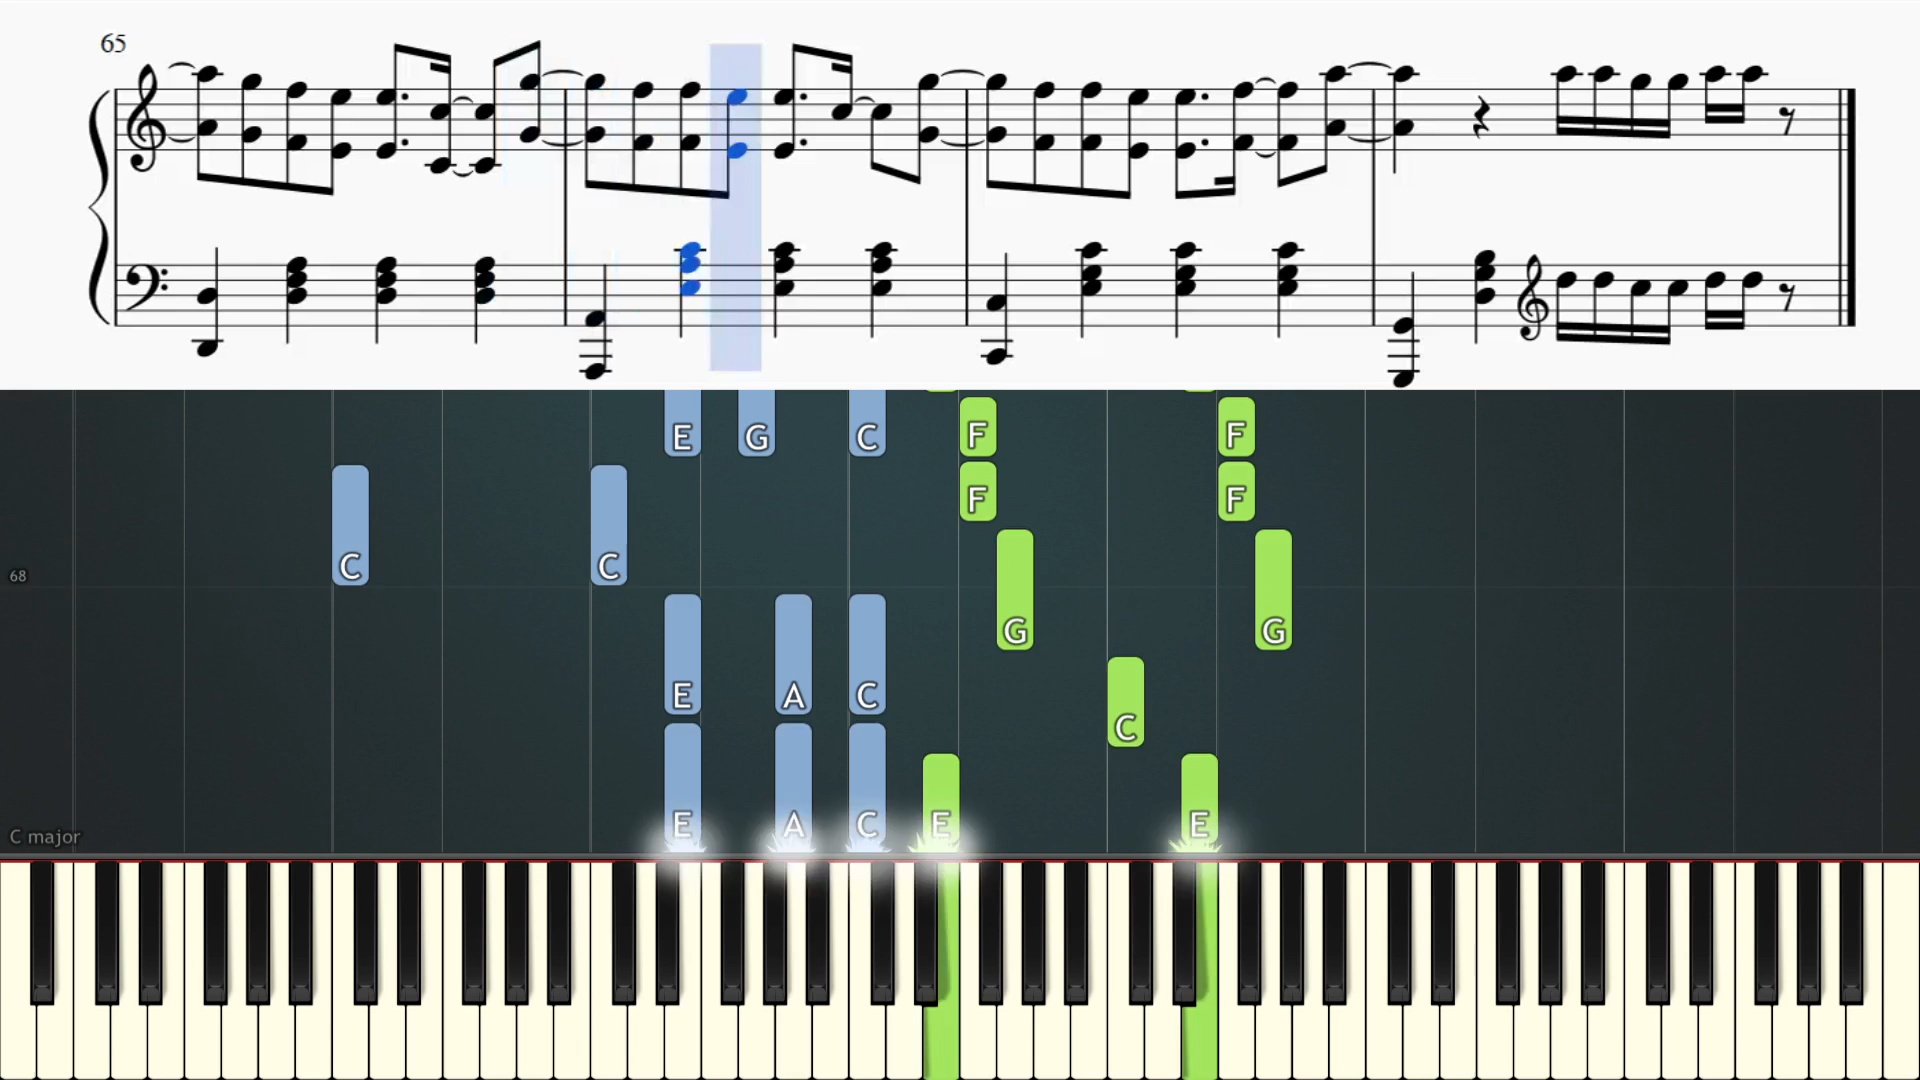 65
E G C F F
F F
C C
68
G G
E A C
C
E A C E E
C major